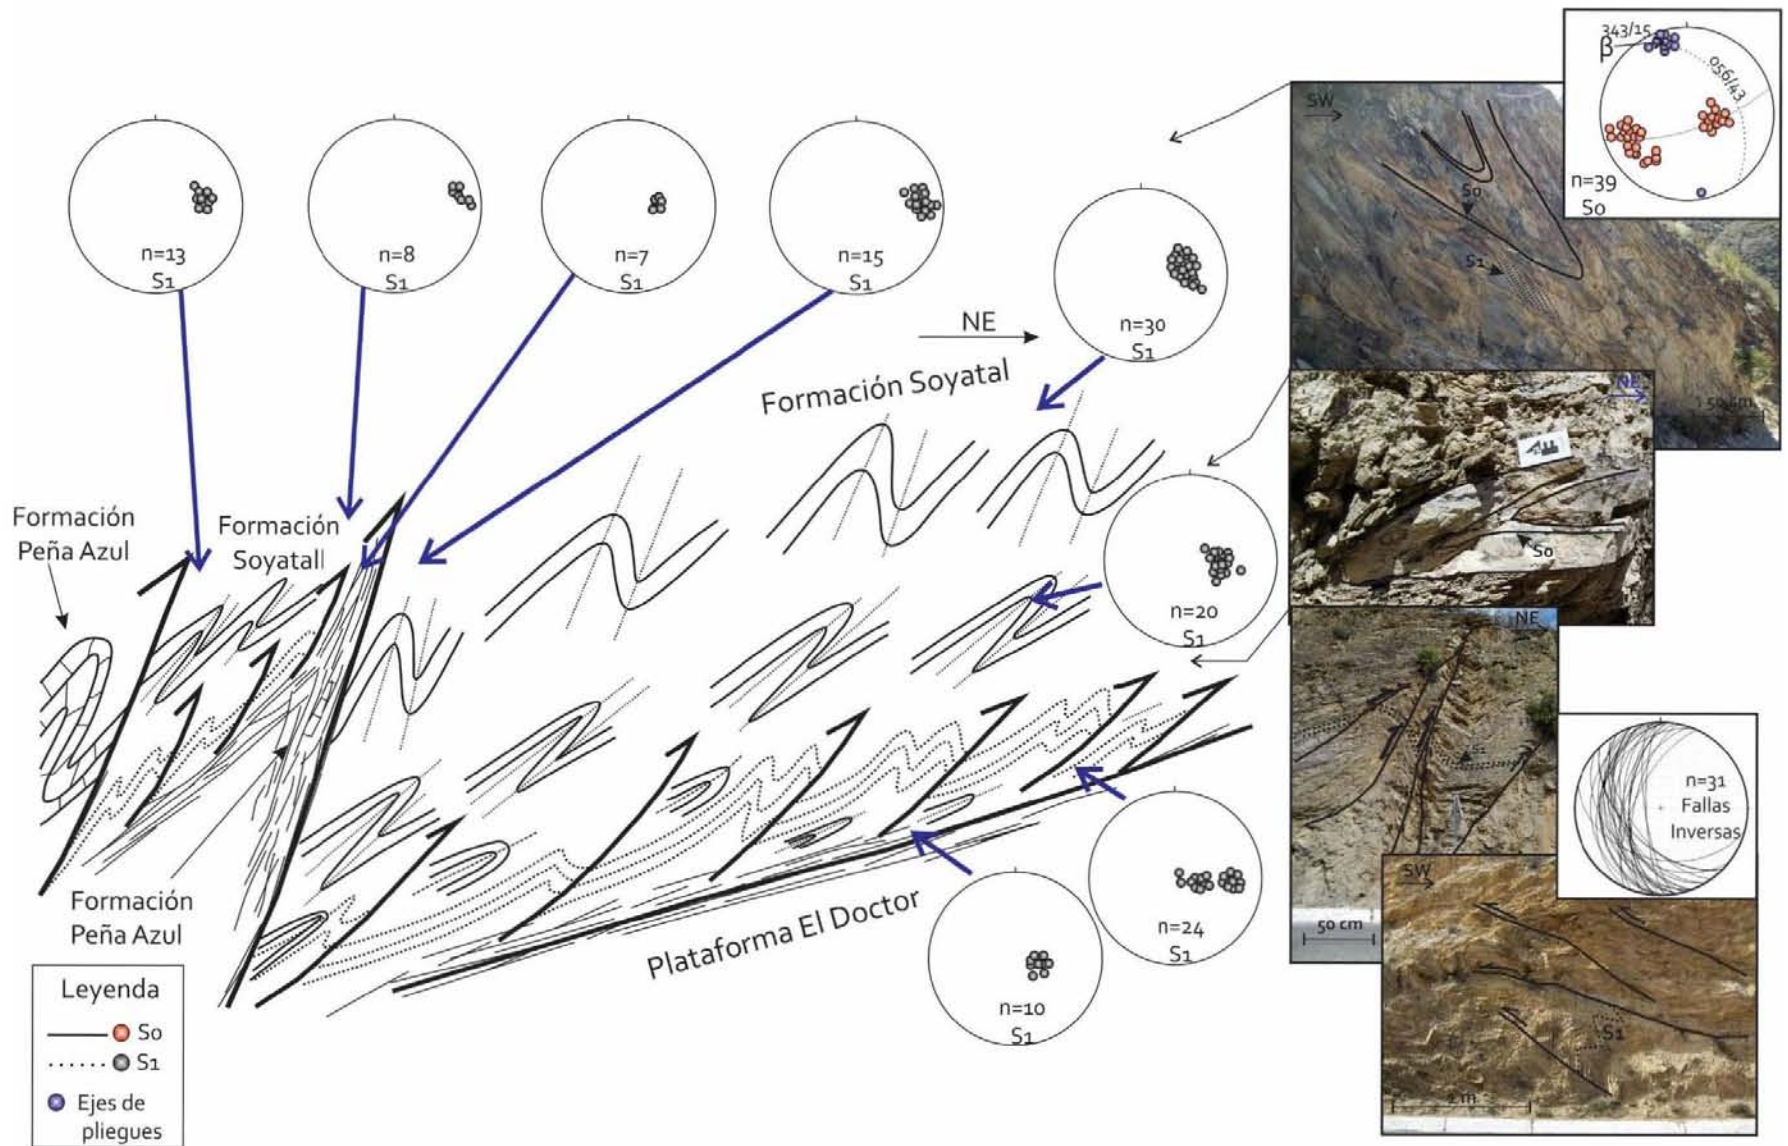 343/15
β
056/43
n=39
So
SW
So
S1
50 cm
n=13
S1
n=8
S1
n=7
S1
n=15
S1
n=30
S1
NE
Formación Soyatal
NE
So
n=20
S1
Formación
Peña Azul
Formación
Soyatall
NE
S1
50 cm
n=31
Fallas
Inversas
n=24
S1
n=10
S1
Plataforma El Doctor
Formación
Peña Azul
SW
S1
2 m
Leyenda
So
S1
Ejes de
pliegues